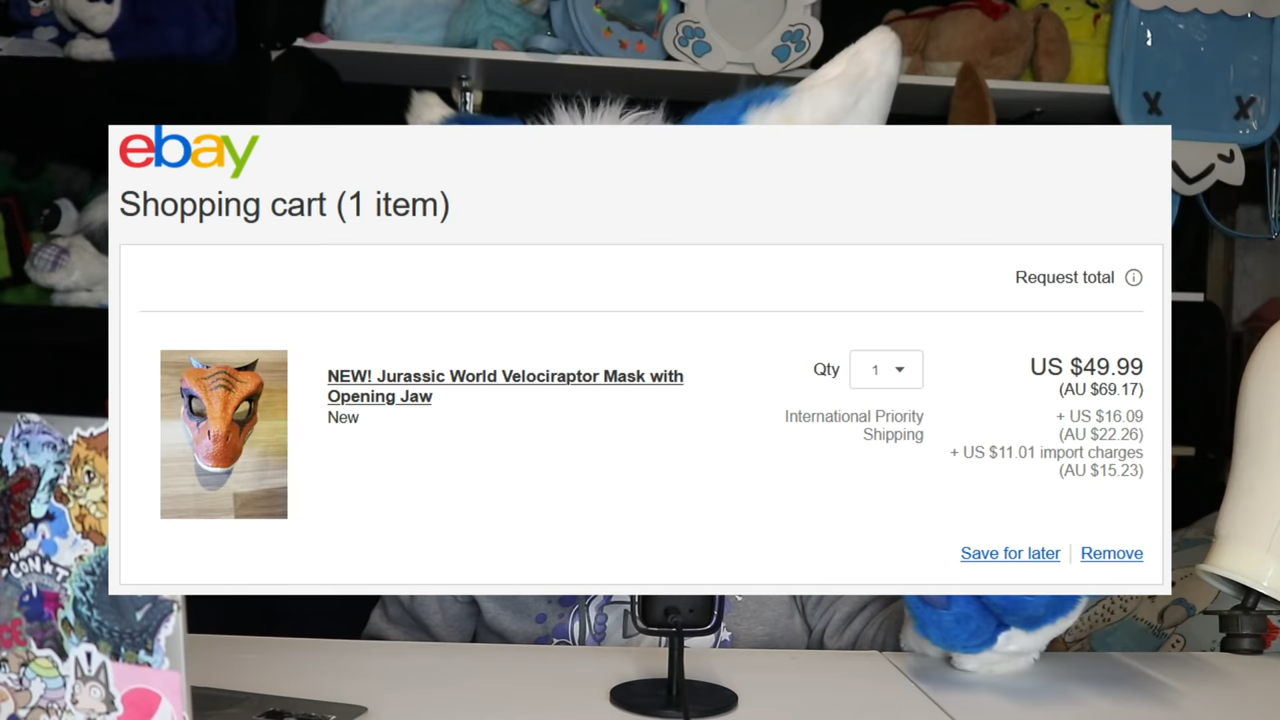 ebay
Shopping cart (1 item)
Request total
NEW! Jurassic World Velociraptor Mask with
Opening Jaw
New
Qty 1
International Priority
Shipping
US $49.99
(AU $69.17)
+ US $16.09
(AU $22.26)
+ US $11.01 import charges
(AU $15.23)
Save for later
Remove